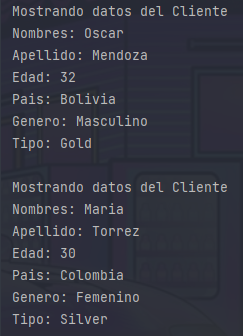 Mostrando datos del Cliente
Nombres: Oscar
Apellido: Mendoza
Edad: 32
Pais: Bolivia
Genero: Masculino
Tipo: Gold
Mostrando datos del Cliente
Nombres: Maria
Apellido: Torrez
Edad: 30
Pais: Colombia
Genero: Femenino
Tipo: Silver